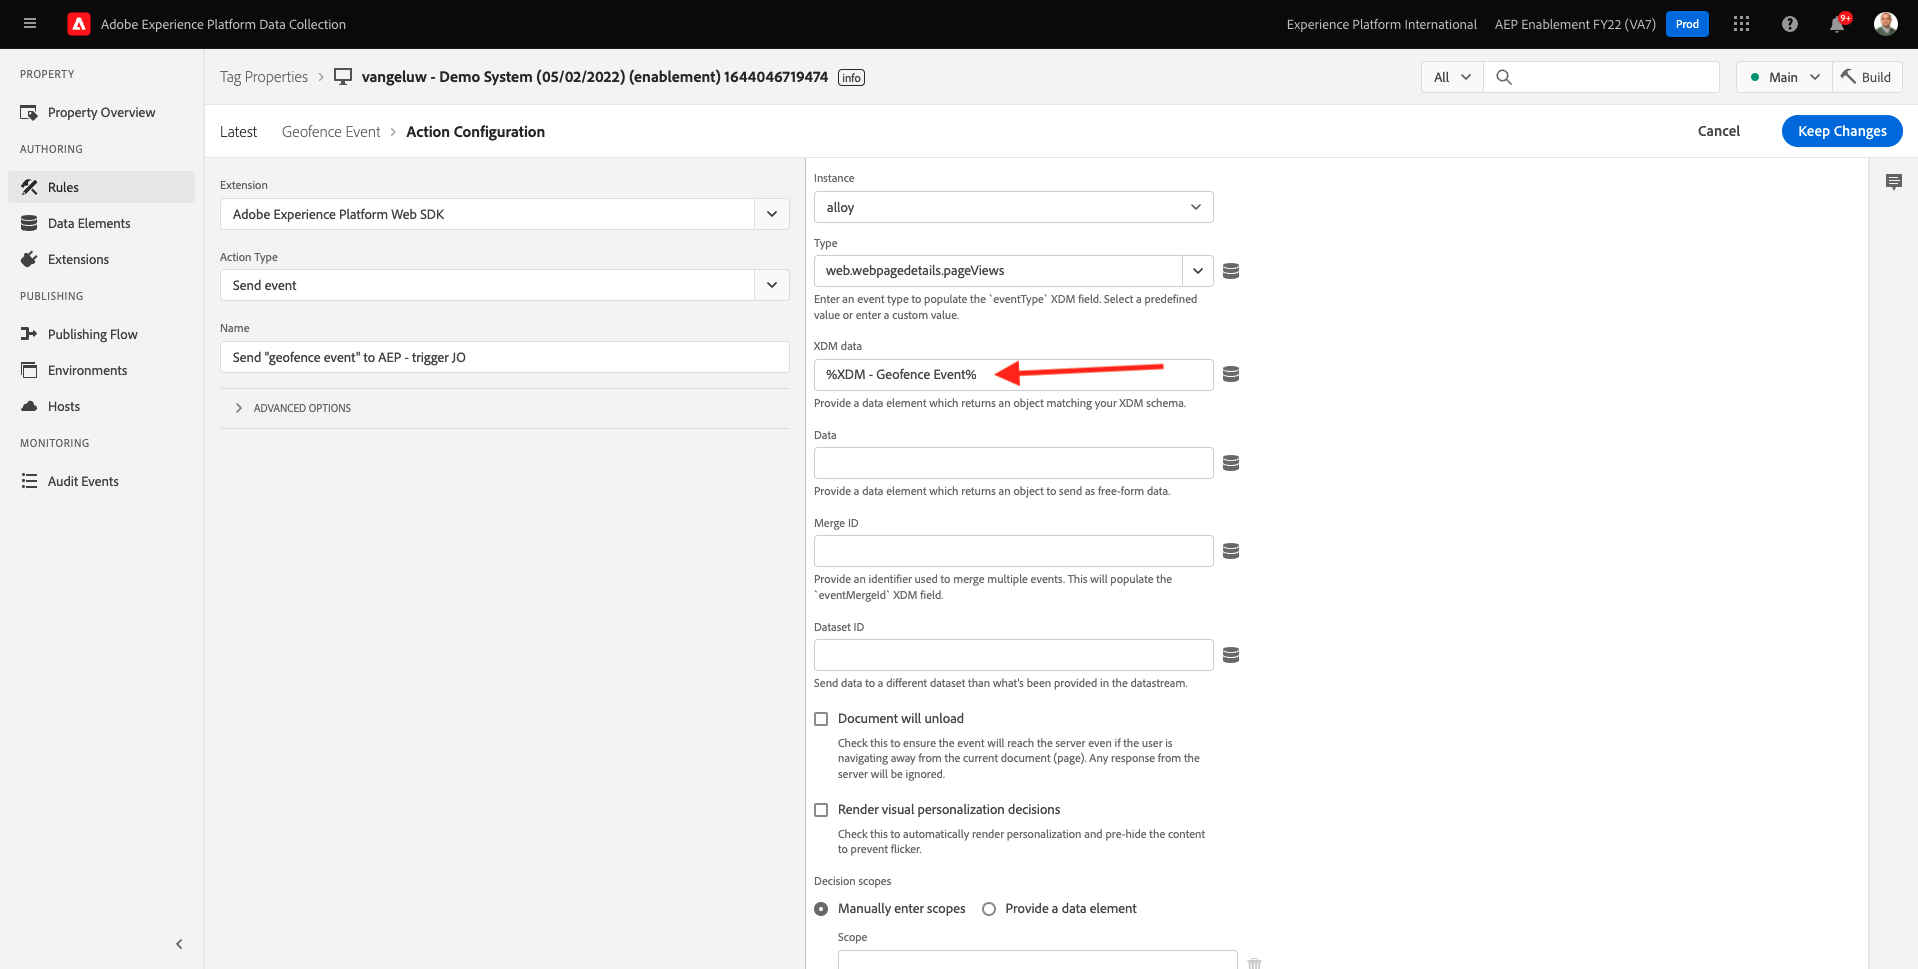 Adobe Experience Platform Data Collection
Experience Platform International
AEP Enablement FY22 (VA7)
Prod
9+
PROPERTY
Property Overview
AUTHORING
Rules
Data Elements
Extensions
PUBLISHING
Publishing Flow
Environments
Hosts
MONITORING
Audit Events
Tag Properties
vangeluw - Demo System (05/02/2022) (enablement) 1644046719474
info
All
Main
Build
Latest
Geofence Event
Action Configuration
Cancel
Keep Changes
Extension
Adobe Experience Platform Web SDK
Action Type
Send event
Name
Send "geofence event" to AEP - trigger JO
ADVANCED OPTIONS
Instance
alloy
Type
web.webpagedetails.pageViews
Enter an event type to populate the `eventType` XDM field. Select a predefined
value or enter a custom value.
XDM data
%XDM - Geofence Event%
Provide a data element which returns an object matching your XDM schema.
Data
Provide a data element which returns an object to send as free-form data.
Merge ID
Provide an identifier used to merge multiple events. This will populate the
`eventMergeId` XDM field.
Dataset ID
Send data to a different dataset than what's been provided in the datastream.
Document will unload
Check this to ensure the event will reach the server even if the user is
navigating away from the current document (page). Any response from the
server will be ignored.
Render visual personalization decisions
Check this to automatically render personalization and pre-hide the content
to prevent flicker.
Decision scopes
Manually enter scopes
Provide a data element
Scope